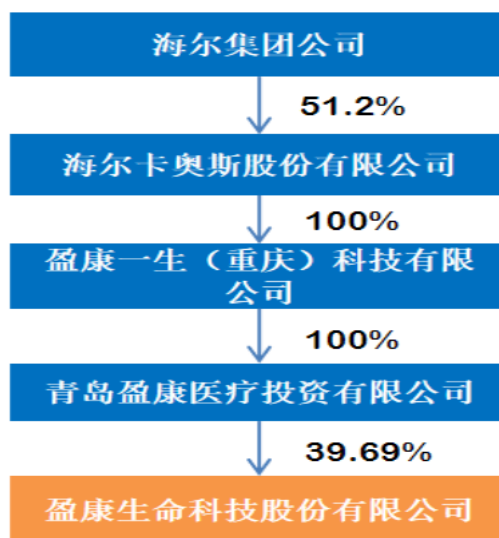 海尔集团公司
51.2%
海尔卡奥斯股份有限公司
100%
盈康一生（重庆）科技有限
公司
100%
青岛盈康医疗投资有限公司
39.69%
盈康生命科技股份有限公司